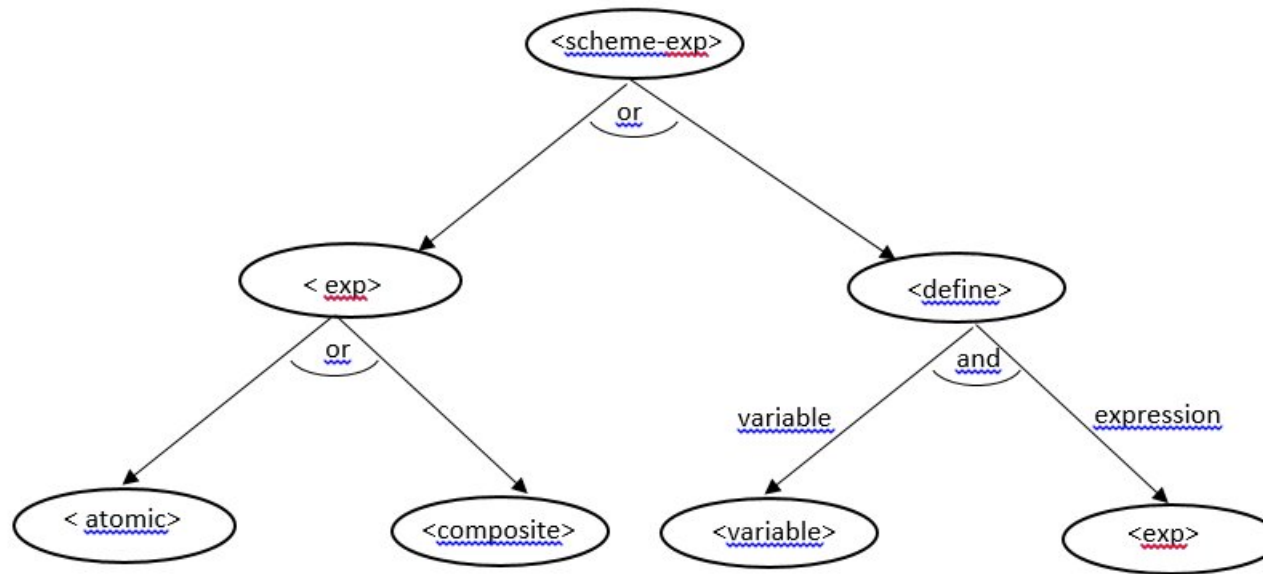 <scheme-exp>
or
< exp>
<define>
or
and
variable
expression
< atomic>
<composite>
<variable>
<exp>